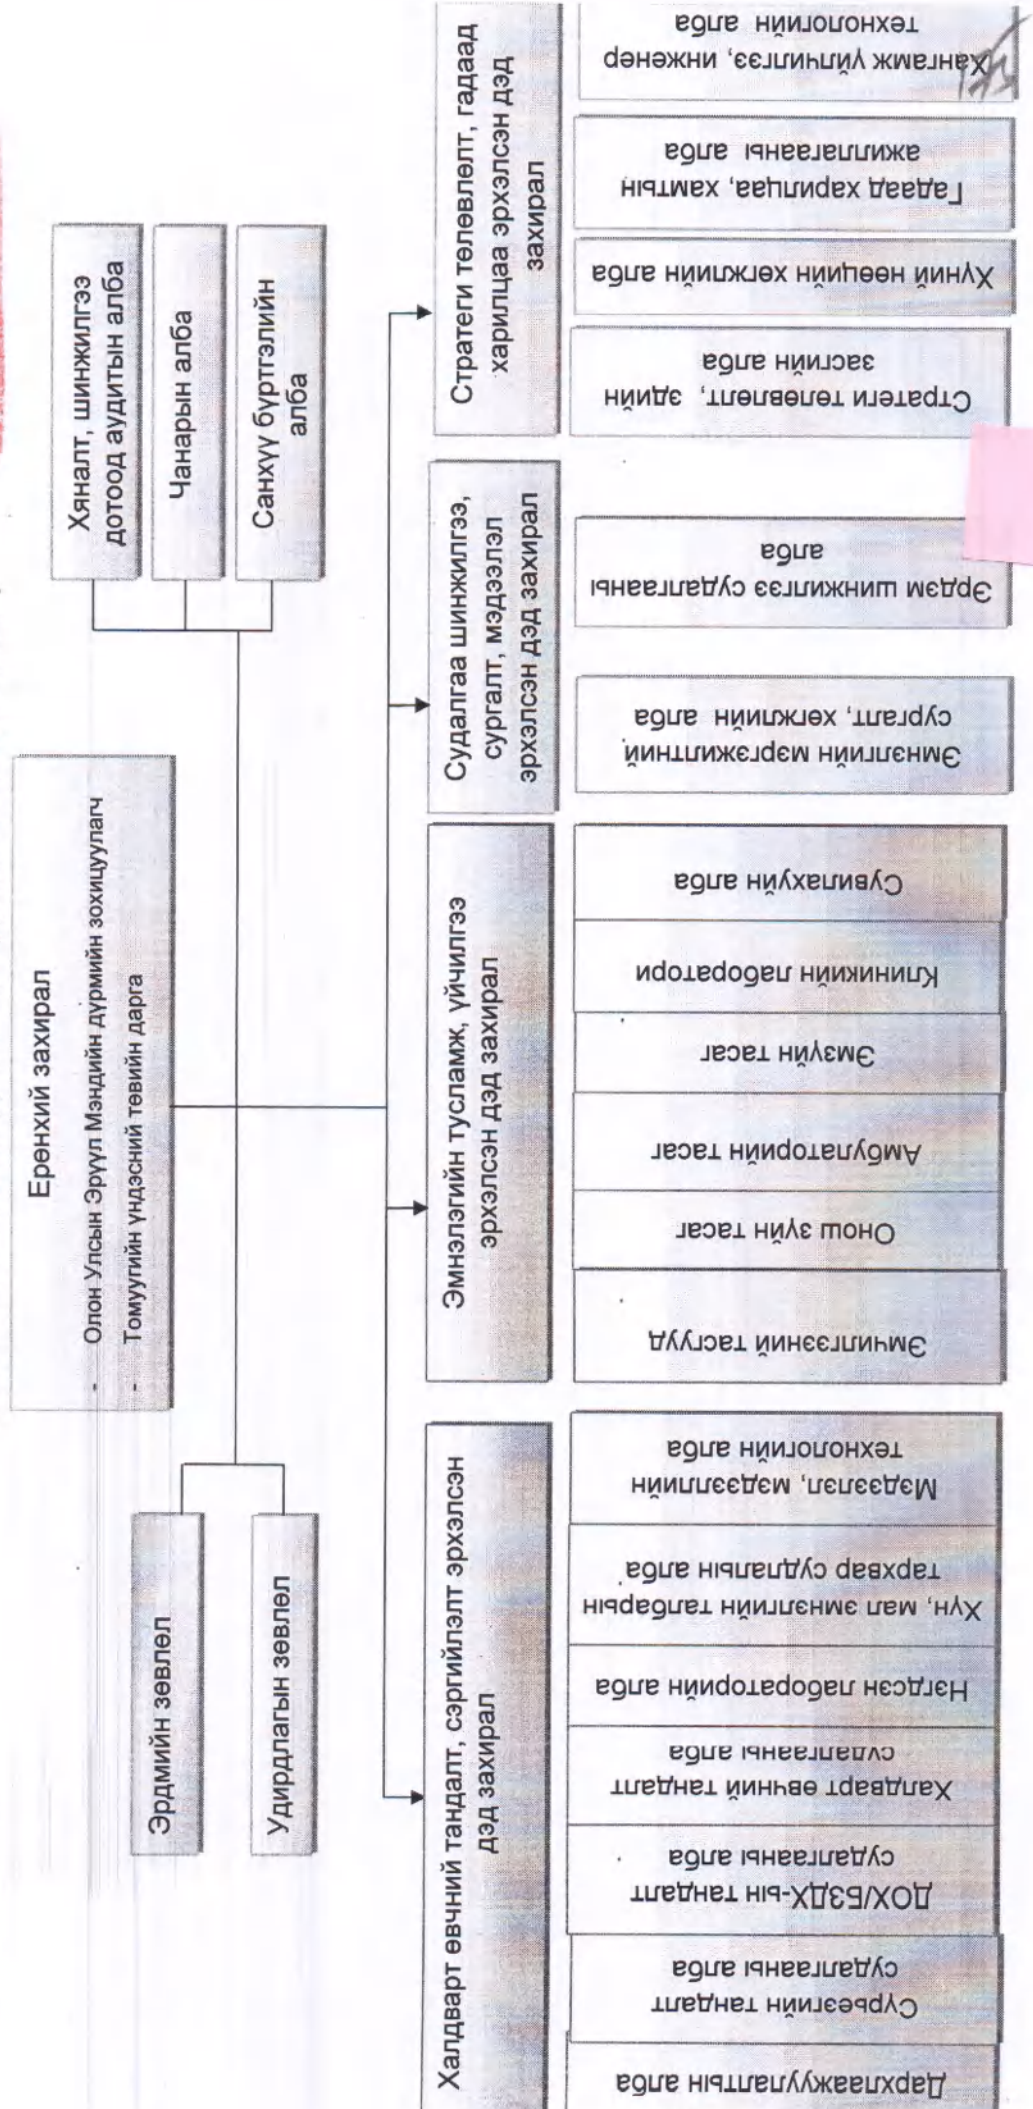 Ерөнхий захирал
- Олон Улсын Эрүүл Мэндийн дүрмийн зохицуулагч
- Томуугийн үндэсний төвийн дарга
Эрдмийн зөвлөл
Удирдлагын зөвлөл
Хяналт, шинжилгээ
дотоод аудитын алба
Чанарын алба
Санхүү бүртгэлийн
алба
Халдварт өвчний тандалт, сэргийлэлт эрхэлсэн
дэд захирал
Эмнэлэгийн тусламж, үйчилгээ
эрхэлсэн дэд захирал
Судалгаа шинжилгээ,
сургалт, мэдээлэл
эрхэлсэн дэд захирал
Стратеги төлөвлөлт, гадаад
харилцаа эрхэлсэн дэд
захирал
Дархлаажуулалтын алба
Сүрьеэгийн тандалт
судалгааны алба
ДОХ/БЗДХ-ын тандалт
судалгааны алба
Халдварт өвчний тандалт
судалгааны алба
Нэгдсэн лабораторийн алба
Хүн, мал эмнэлгийн талбарын
тархвар судлалын алба
Мэдээлэл, мэдээллийн
технологийн алба
Эмчилгээний тасгууд
Онош зүйн тасаг
Амбулаторийн тасаг
Эмзүйн тасаг
Клиникийн лаборатори
Сувилахуйн алба
Эмнэлгийн мэргэжилтний
сургалт, хөгжлийн алба
Эрдэм шинжилгээ судалгааны
алба
Стратеги төлөвлөлт, эдийн
засгийн алба
Хүний нөөцийн хөгжлийн алба
Гадаад харилцаа, хамтын
ажиллагааны алба
Хангамж үйлчилгээ, инженер
технологийн алба